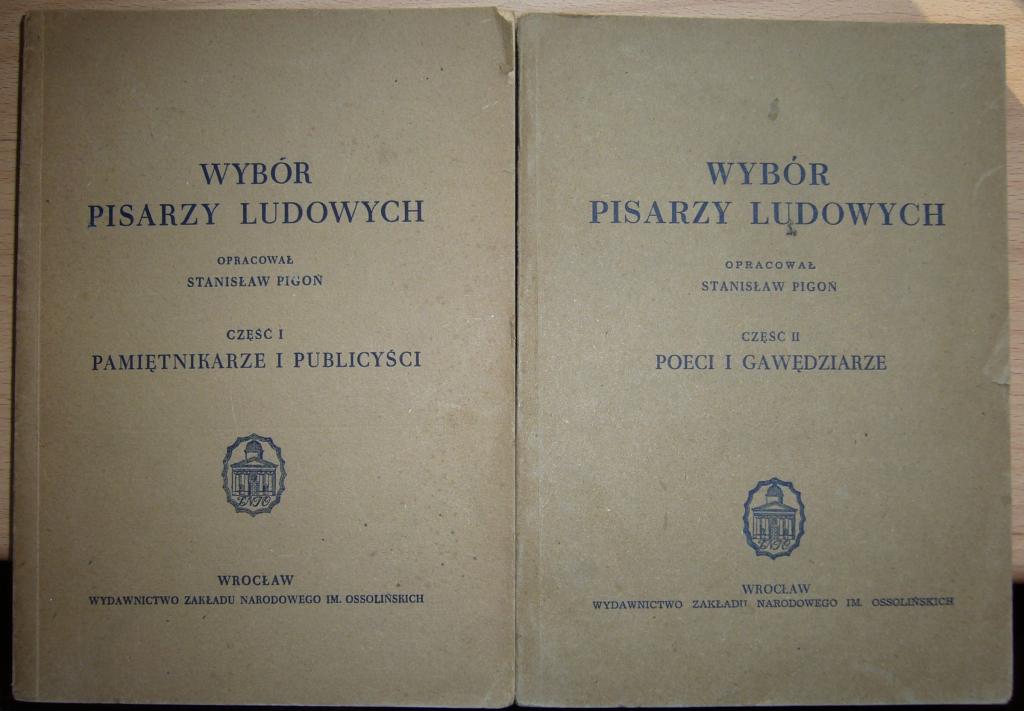 WYBÓR
PISARZY LUDOWYCH
OPRACOWAŁ
STANISŁAW PIGOŃ
CZĘŚĆ I
PAMIĘTNIKARZE I PUBLICYŚCI
WROCŁAW
WYDAWNICTWO ZAKŁADU NARODOWEGO IM. OSSOLIŃSKICH
WYBÓR
PISARZY LUDOWYCH
OPRACOWAŁ
STANISŁAW PIGOŃ
CZĘŚĆ II
POECI I GAWĘDZIARZE
WROCŁAW
WYDAWNICTWO ZAKŁADU NARODOWEGO IM. OSSOLIŃSKICH